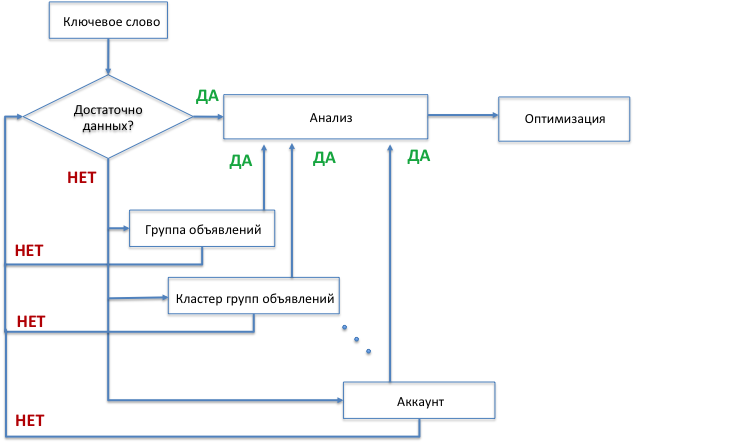 Ключевое слово
Достаточно
данных?
ДА
Анализ
Оптимизация
НЕТ
ДА
ДА
ДА
Группа объявлений
НЕТ
Кластер групп объявлений
НЕТ
Аккаунт
НЕТ